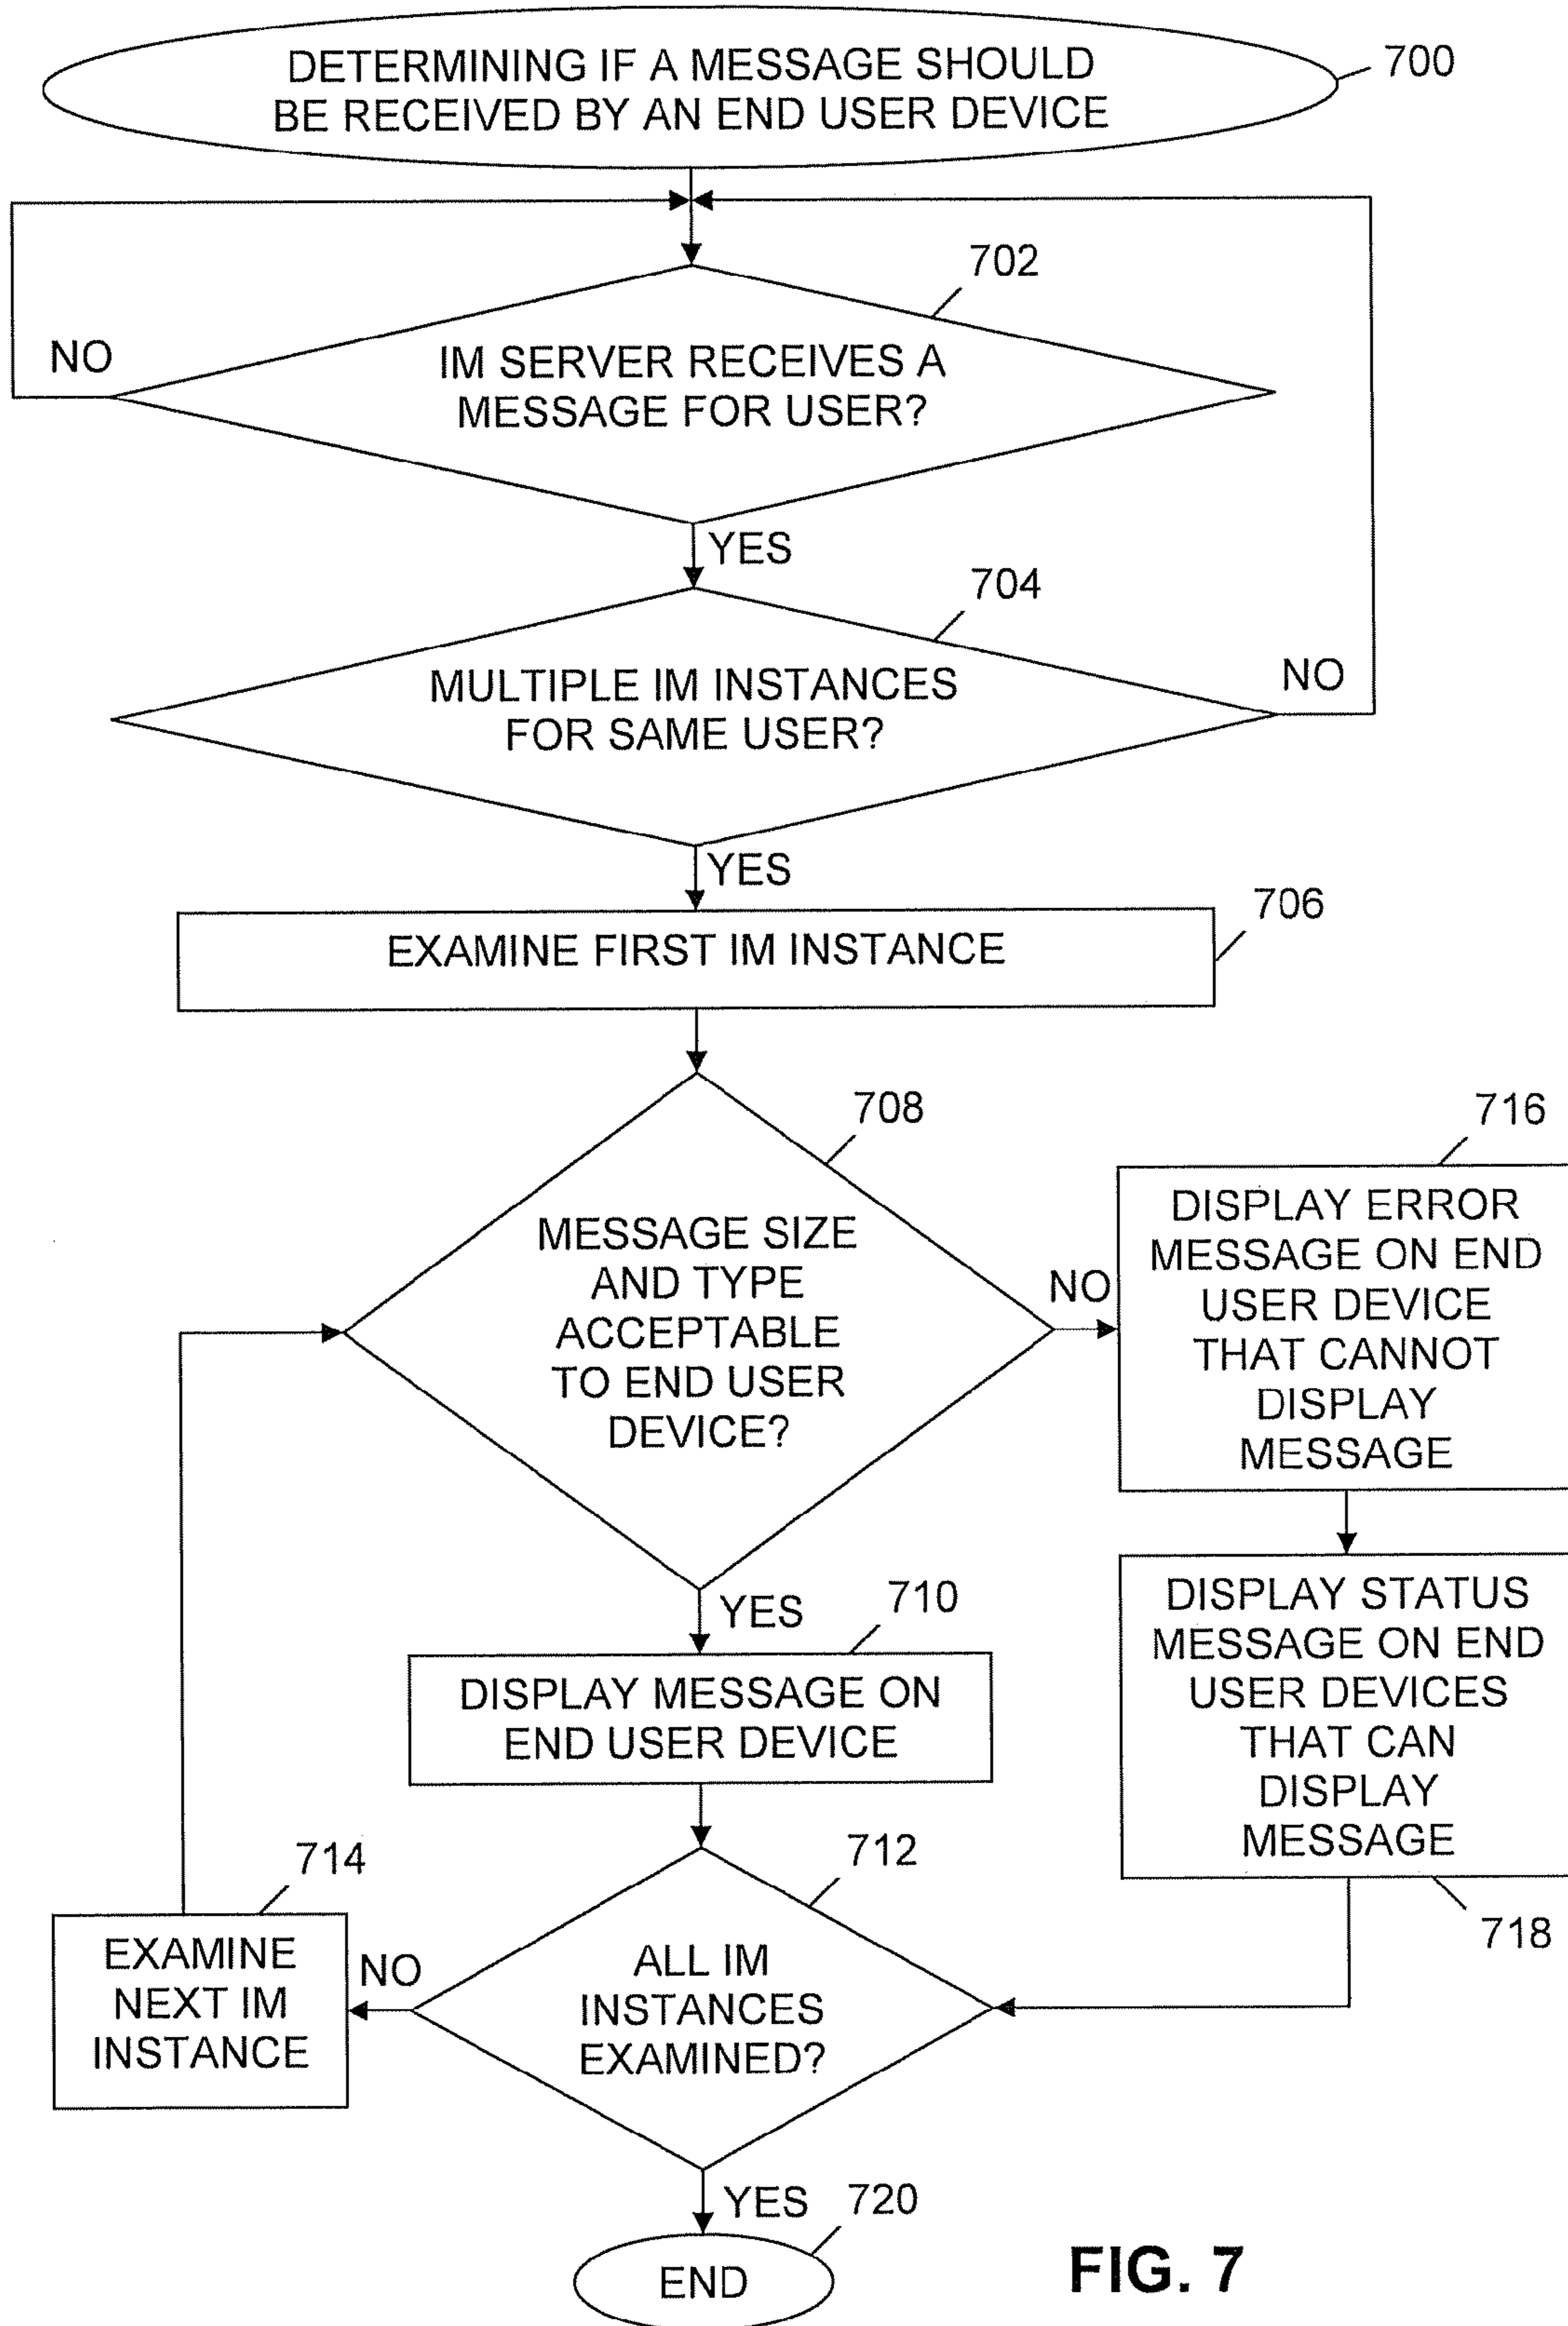 DETERMINING IF A MESSAGE SHOULD
BE RECEIVED BY AN END USER DEVICE
700
702
NO
IM SERVER RECEIVES A
MESSAGE FOR USER?
YES
704
MULTIPLE IM INSTANCES
FOR SAME USER?
NO
YES
706
EXAMINE FIRST IM INSTANCE
708
MESSAGE SIZE
AND TYPE
ACCEPTABLE
TO END USER
DEVICE?
NO
716
DISPLAY ERROR
MESSAGE ON END
USER DEVICE
THAT CANNOT
DISPLAY
MESSAGE
YES
710
DISPLAY MESSAGE ON
END USER DEVICE
DISPLAY STATUS
MESSAGE ON END
USER DEVICES
THAT CAN
DISPLAY
MESSAGE
718
712
ALL IM
INSTANCES
EXAMINED?
NO
714
EXAMINE
NEXT IM
INSTANCE
YES
720
END
FIG. 7